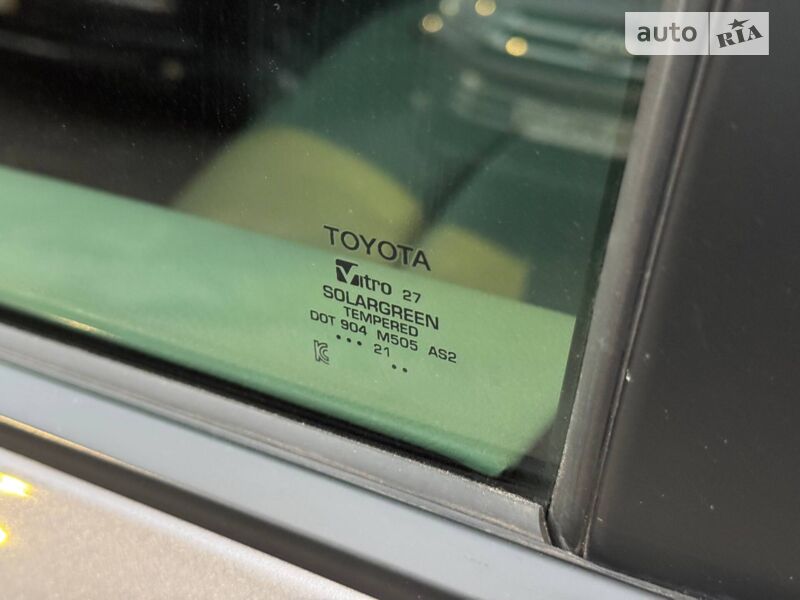 auto RIA
TOYOTA
Vitro 27
SOLARGREEN
TEMPERED
DOT 904 M505 AS2
••• 21
••